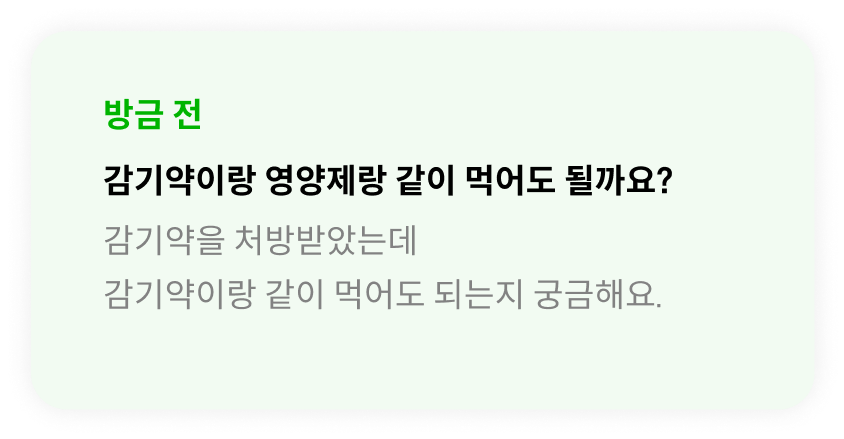 방금 전
감기약이랑 영양제랑 같이 먹어도 될까요?
감기약을 처방받았는데
감기약이랑 같이 먹어도 되는지 궁금해요.